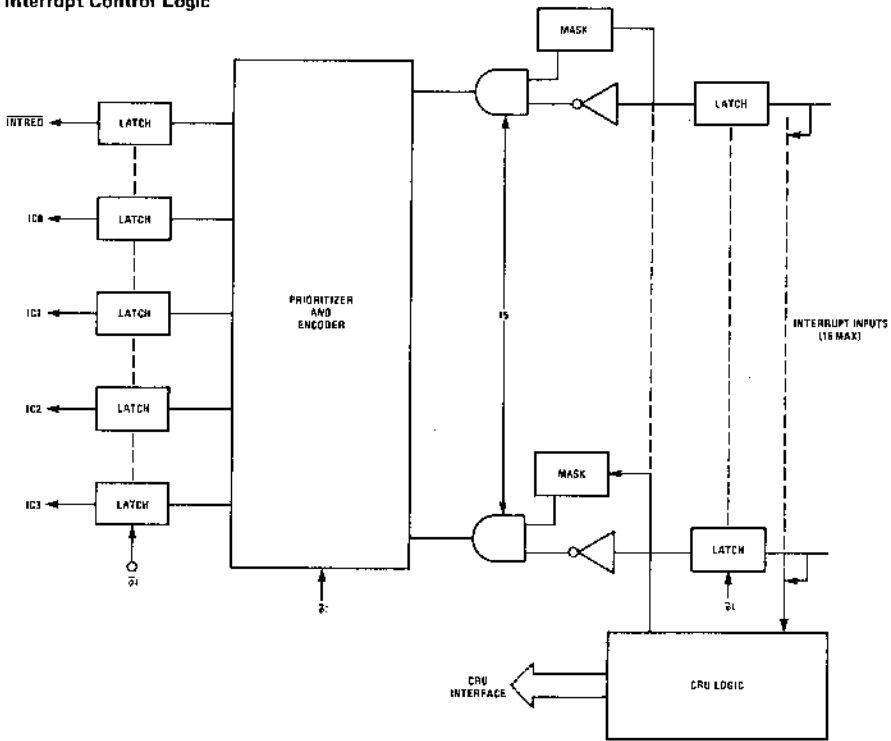 Interrupt Control Logic
MASK
LATCH
INTREQ
LATCH
IC0
LATCH
IC1
LATCH
PRIORITIZER
AND
ENCODER
15
INTERRUPT INPUTS
(15 MAX)
IC2
LATCH
MASK
IC3
LATCH
LATCH
CRU
INTERFACE
CRU LOGIC